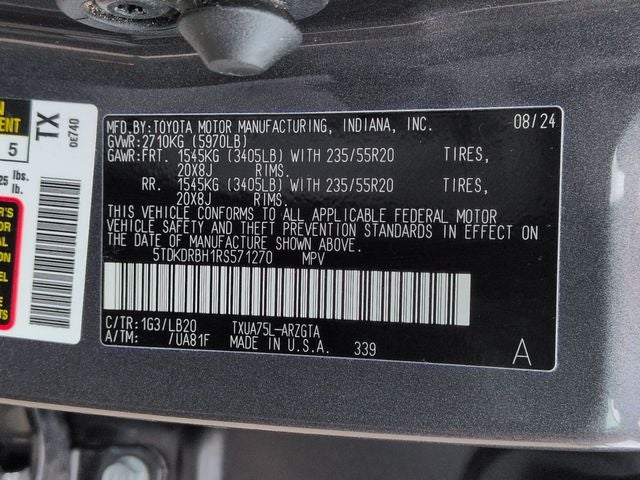 MFD.BY:TOYOTA MOTOR MANUFACTURING, INDIANA, INC. 08/24
GVWR:2710KG (5970LB)
GAWR:FRT. 1545KG (3405LB) WITH 235/55R20 TIRES,
20X8J RIMS.
RR. 1545KG (3405LB) WITH 235/55R20 TIRES,
20X8J RIMS.
THIS VEHICLE CONFORMS TO ALL APPLICABLE FEDERAL MOTOR
VEHICLE SAFETY AND THEFT PREVENTION STANDARDS IN EFFECT ON
THE DATE OF MANUFACTURE SHOWN ABOVE.
5TDKDRBH1RS571270 MPV
C/TR:1G3/LB20 TXUA75L-ARZGTA
A/TM: /UA81F MADE IN U.S.A. 339
A
TX
0E740
5
lbs.
lb.